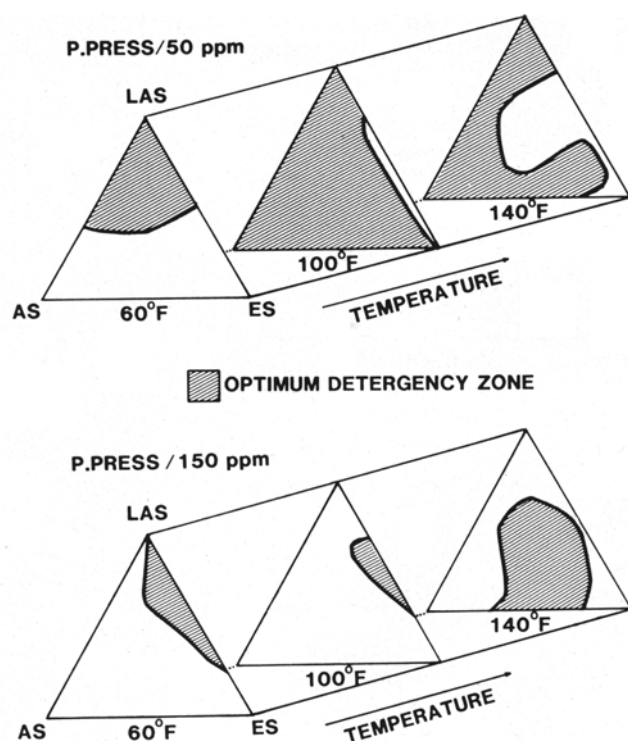 P.PRESS/50 ppm
LAS
140°F
100°F
AS 60°F ES
TEMPERATURE
OPTIMUM DETERGENCY ZONE
P.PRESS / 150 ppm
LAS
140°F
100°F
AS 60°F ES
TEMPERATURE